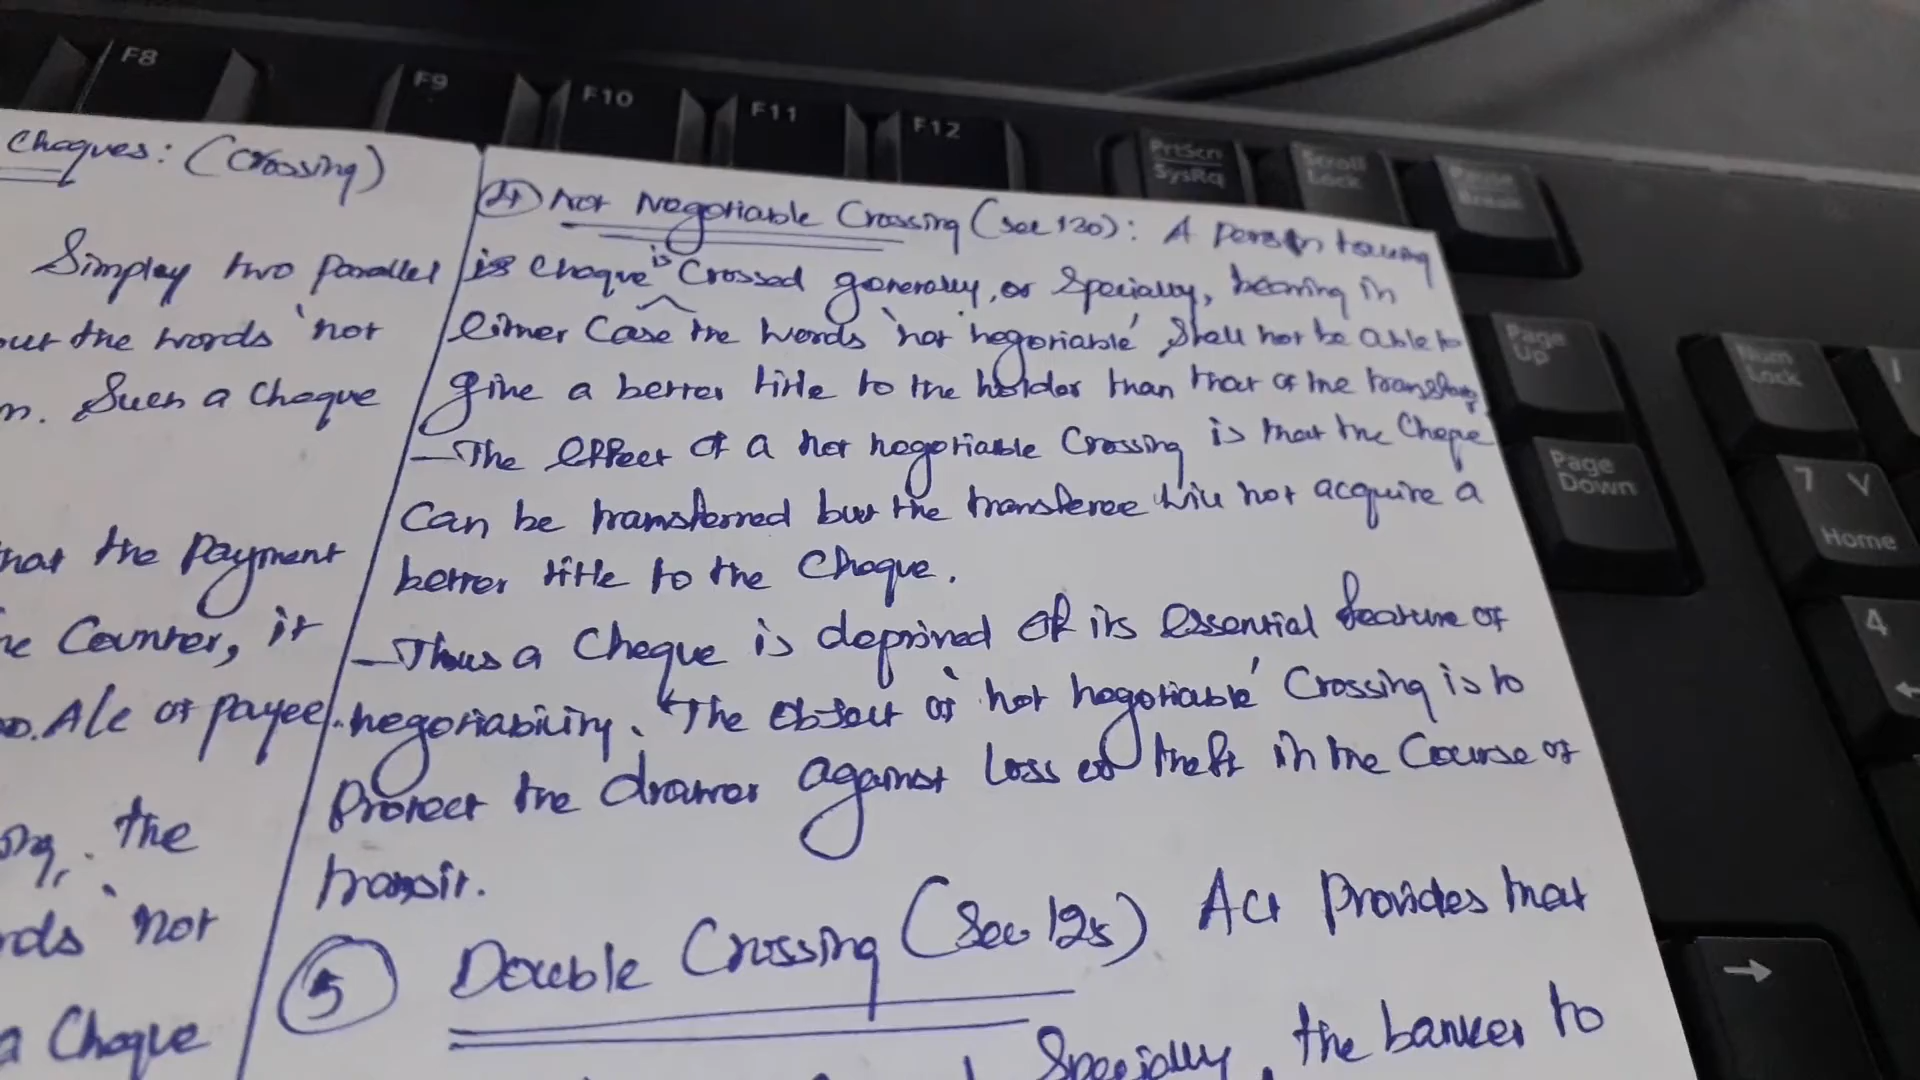 F8
F9
F10
F11
F12
PrtScn
SysRq
Scroll
Lock
Pause
Break
Page
Up
Num
Lock
Page
Down
7
Home
4
Cheques: (Crossing)
Simpley two parallel
out the words 'not
Such a Cheque
that the payment
Counter, it
A/c of payee.
the
not
a Cheque
④ Not Negotiable Crossing (Sec 130): A person taking
is Cheque is Crossed generally, or Specially, bearing in
either Case the words 'not negotiable' Shall not be able to
give a better title to the holder than that of the
- The effect of a not negotiable Crossing is that the Cheqe
Can be transferred but the transferee will not acquire a
better title to the Cheque.
- Thus a Cheque is deprived of its essential feature of
negotiability. The object of 'not negotiable' Crossing is to
Protect the drawer against loss or theft in the Course of
transit.
⑤ Double Crossing (Sec 125) Act Provides that
Specially, the banker to